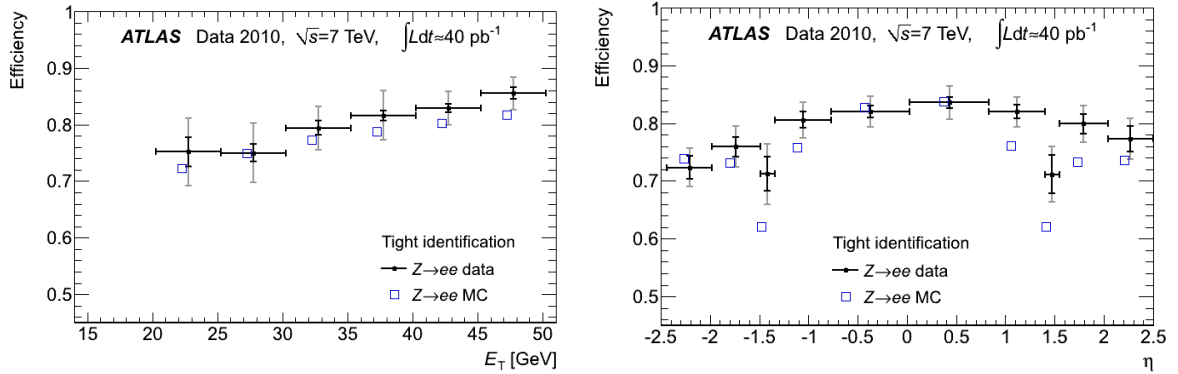 Efficiency
1
0.9
0.8
0.7
0.6
0.5
ATLAS Data 2010, √s=7 TeV, ∫Ldt≈40 pb⁻¹
Tight identification
Z→ee data
Z→ee MC
15 20 25 30 35 40 45 50
E_T [GeV]
Efficiency
1
0.9
0.8
0.7
0.6
0.5
ATLAS Data 2010, √s=7 TeV, ∫Ldt≈40 pb⁻¹
Tight identification
Z→ee data
Z→ee MC
-2.5 -2 -1.5 -1 -0.5 0 0.5 1 1.5 2 2.5
η